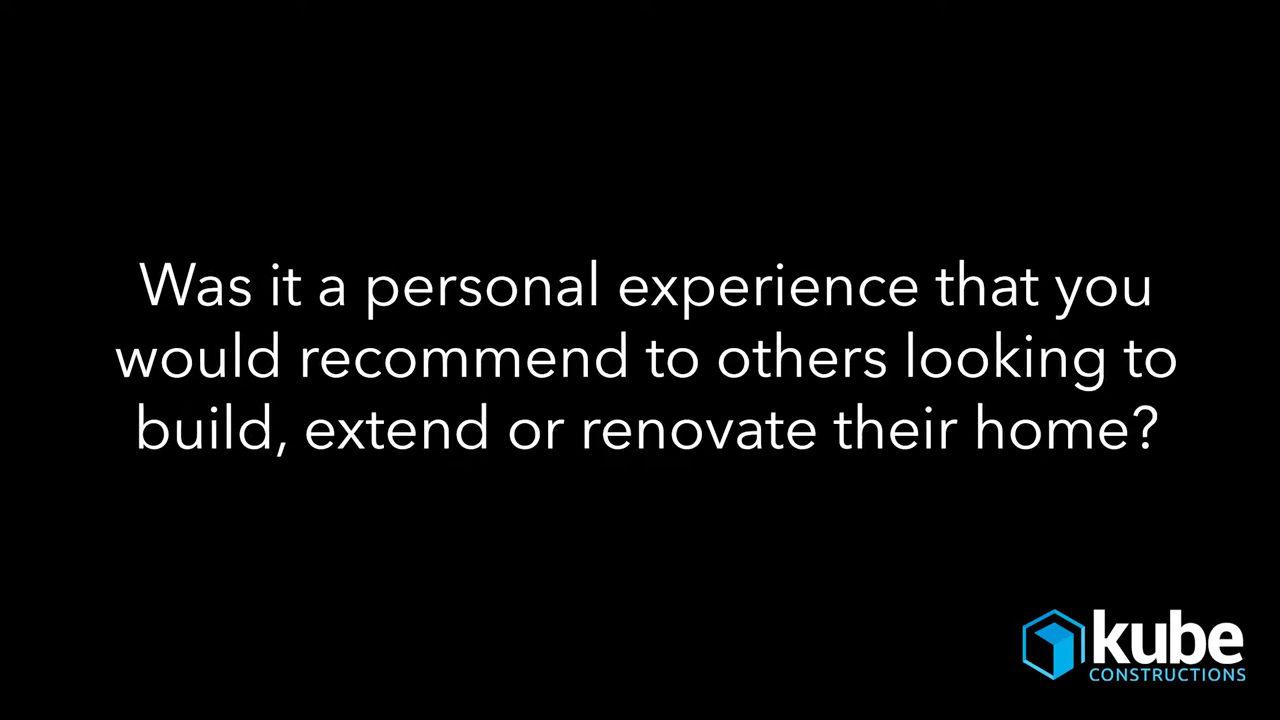 Was it a personal experience that you
would recommend to others looking to
build, extend or renovate their home?
kube
CONSTRUCTIONS